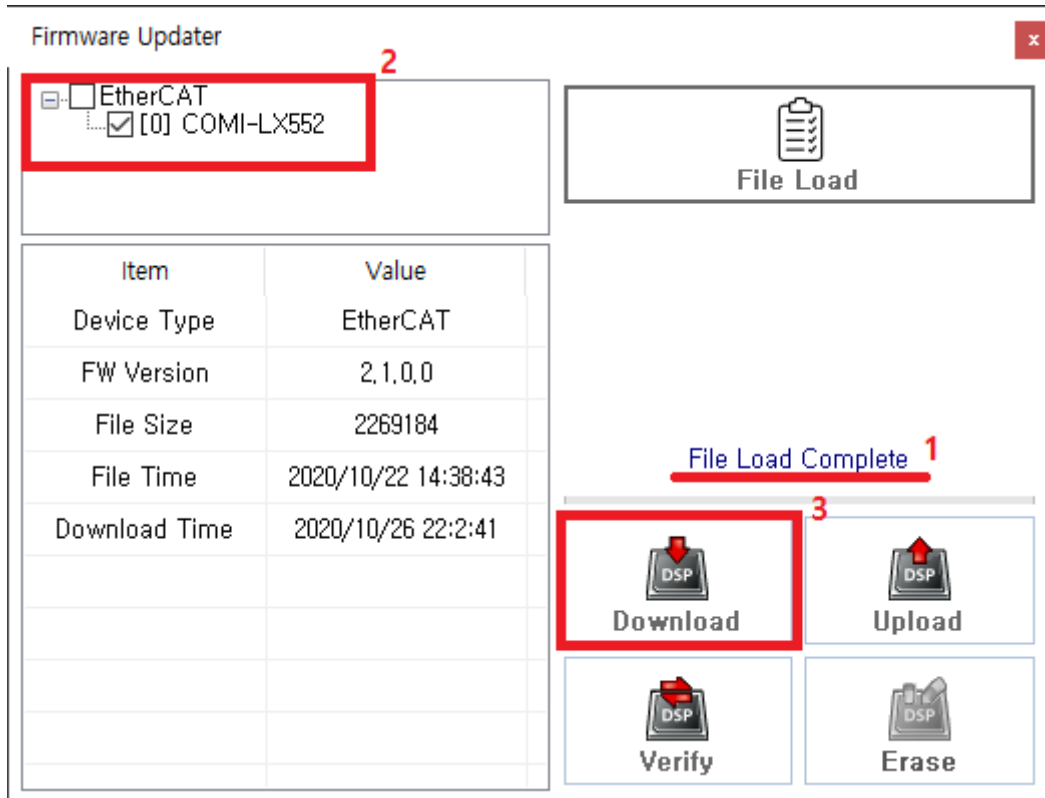 Firmware Updater
x
2
EtherCAT
[0] COMI-LX552
File Load
Item Value
Device Type EtherCAT
FW Version 2,1,0,0
File Size 2269184
File Time 2020/10/22 14:38:43
Download Time 2020/10/26 22:2:41
File Load Complete 1
3
DSP DSP
Download Upload
DSP DSP
Verify Erase